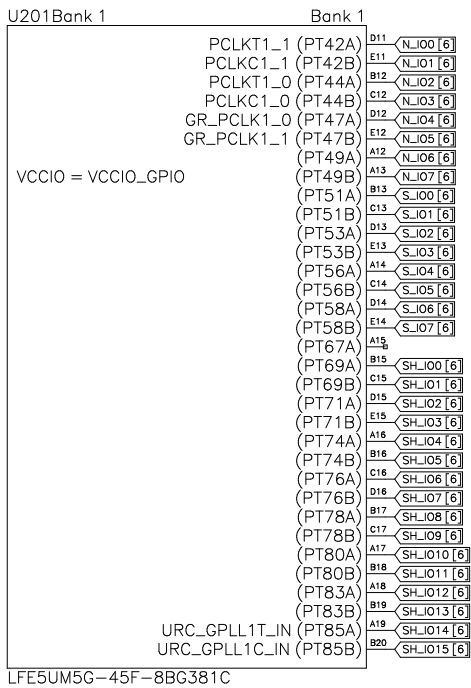 U201Bank 1 Bank 1
PCLKT1_1 (PT42A) D11 N_IO0 [6]
PCLKC1_1 (PT42B) E11 N_IO1 [6]
PCLKT1_0 (PT44A) B12 N_IO2 [6]
PCLKC1_0 (PT44B) C12 N_IO3 [6]
GR_PCLK1_0 (PT47A) D12 N_IO4 [6]
GR_PCLK1_1 (PT47B) E12 N_IO5 [6]
(PT49A) A12 N_IO6 [6]
VCCIO = VCCIO_GPIO (PT49B) A13 N_IO7 [6]
(PT51A) B13 S_IO0 [6]
(PT51B) C13 S_IO1 [6]
(PT53A) D13 S_IO2 [6]
(PT53B) E13 S_IO3 [6]
(PT56A) A14 S_IO4 [6]
(PT56B) C14 S_IO5 [6]
(PT58A) D14 S_IO6 [6]
(PT58B) E14 S_IO7 [6]
(PT67A) A15
(PT69A) B15 SH_IO0 [6]
(PT69B) C15 SH_IO1 [6]
(PT71A) D15 SH_IO2 [6]
(PT71B) E15 SH_IO3 [6]
(PT74A) A16 SH_IO4 [6]
(PT74B) B16 SH_IO5 [6]
(PT76A) C16 SH_IO6 [6]
(PT76B) D16 SH_IO7 [6]
(PT78A) B17 SH_IO8 [6]
(PT78B) C17 SH_IO9 [6]
(PT80A) A17 SH_IO10 [6]
(PT80B) B18 SH_IO11 [6]
(PT83A) A18 SH_IO12 [6]
(PT83B) B19 SH_IO13 [6]
URC_GPLL1T_IN (PT85A) A19 SH_IO14 [6]
URC_GPLL1C_IN (PT85B) B20 SH_IO15 [6]
LFE5UM5G-45F-8BG381C